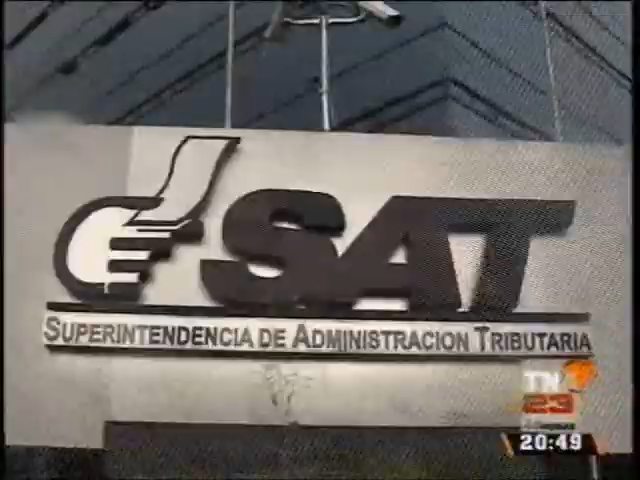 SAT
SUPERINTENDENCIA DE ADMINISTRACION TRIBUTARIA
TN
23
20:49